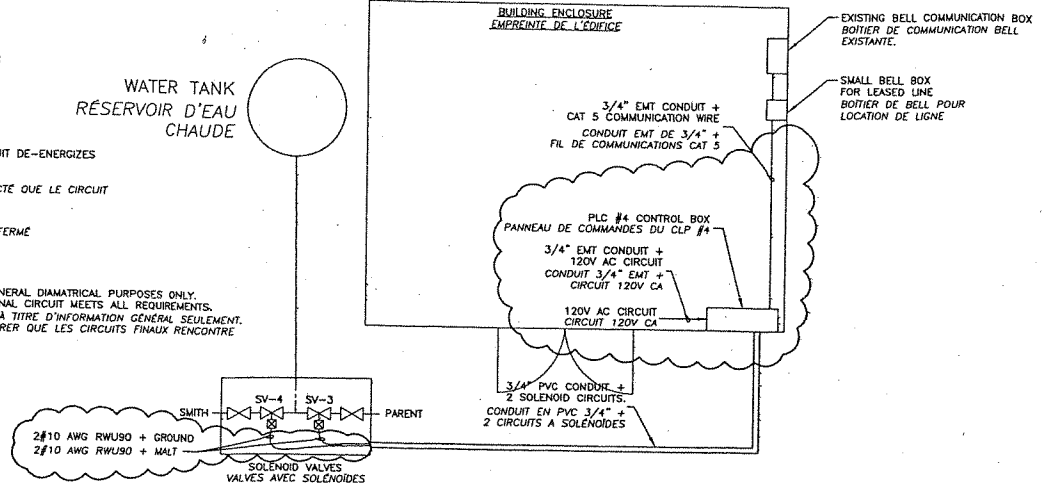 BUILDING ENCLOSURE
EMPREINTE DE L'ÉDIFICE
EXISTING BELL COMMUNICATION BOX
BOÎTIER DE COMMUNICATION BELL
EXISTANTE.
SMALL BELL BOX
FOR LEASED LINE
BOÎTIER DE BELL POUR
LOCATION DE LIGNE
WATER TANK
RÉSERVOIR D'EAU
CHAUDE
3/4" EMT CONDUIT +
CAT 5 COMMUNICATION WIRE
CONDUIT EMT DE 3/4" +
FIL DE COMMUNICATIONS CAT 5
IT DE-ENERGIZES
CTÉ QUE LE CIRCUIT
FERMÉ
PLC #4 CONTROL BOX
PANNEAU DE COMMANDES DU CLP #4
3/4" EMT CONDUIT +
120V AC CIRCUIT
CONDUIT 3/4" EMT +
CIRCUIT 120V CA
NERAL DIAMATRICAL PURPOSES ONLY.
NAL CIRCUIT MEETS ALL REQUIREMENTS.
À TITRE D'INFORMATION GÉNÉRAL SEULEMENT.
RER QUE LES CIRCUITS FINAUX RENCONTRE
120V AC CIRCUIT
CIRCUIT 120V CA
3/4" PVC CONDUIT +
2 SOLENOID CIRCUITS.
CONDUIT EN PVC 3/4" +
2 CIRCUITS A SOLÉNOÏDES
SMITH
SV-4
SV-3
PARENT
2#10 AWG RWU90 + GROUND
2#10 AWG RWU90 + MALT
SOLENOID VALVES
VALVES AVEC SOLÉNOÏDES